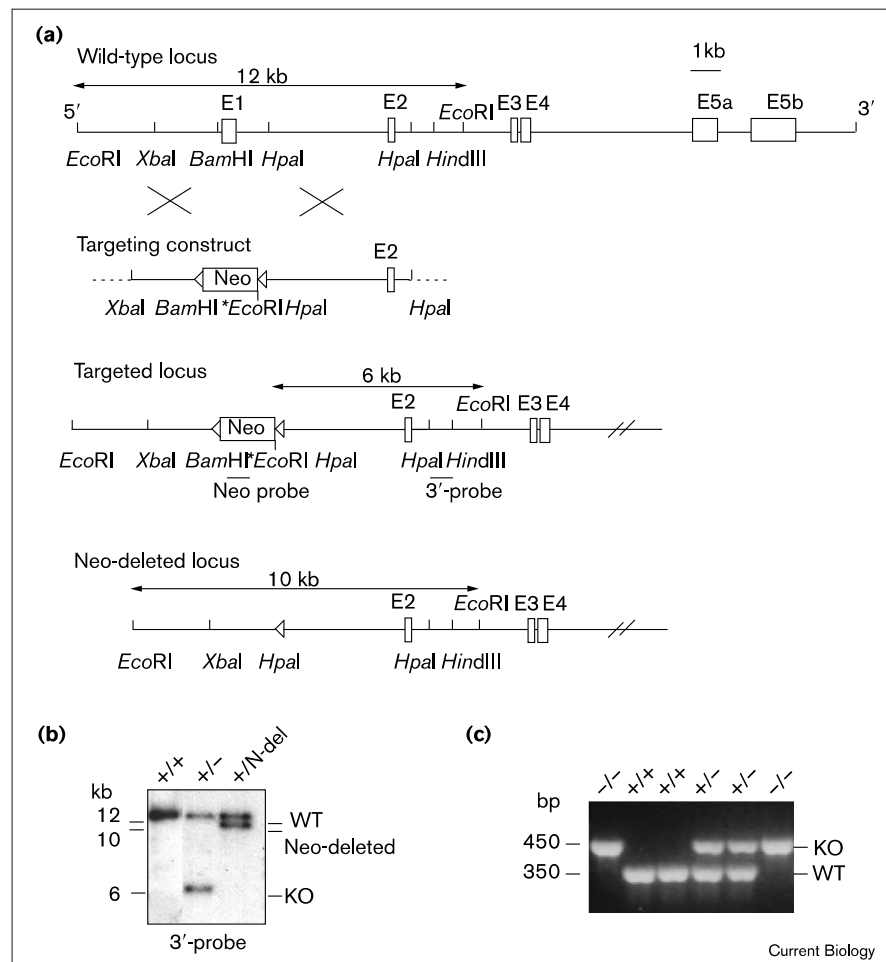 (a)
Wild-type locus
12 kb
1 kb
5′ E1 E2 EcoRI E3 E4 E5a E5b 3′
EcoRI XbaI BamHI HpaI HpaI HindIII
Targeting construct
E2
Neo
XbaI BamHI*EcoRI HpaI HpaI
Targeted locus
6 kb
E2 EcoRI E3 E4
Neo
EcoRI XbaI BamHI*EcoRI HpaI HpaI HindIII
Neo probe 3′-probe
Neo-deleted locus
10 kb
E2 EcoRI E3 E4
EcoRI XbaI HpaI HpaI HindIII
(b)
+/+ +/− +/N-del
kb
12 WT
10 Neo-deleted
6 KO
3′-probe
(c)
−/− +/+ +/+ +/− +/− −/−
bp
450 KO
350 WT
Current Biology